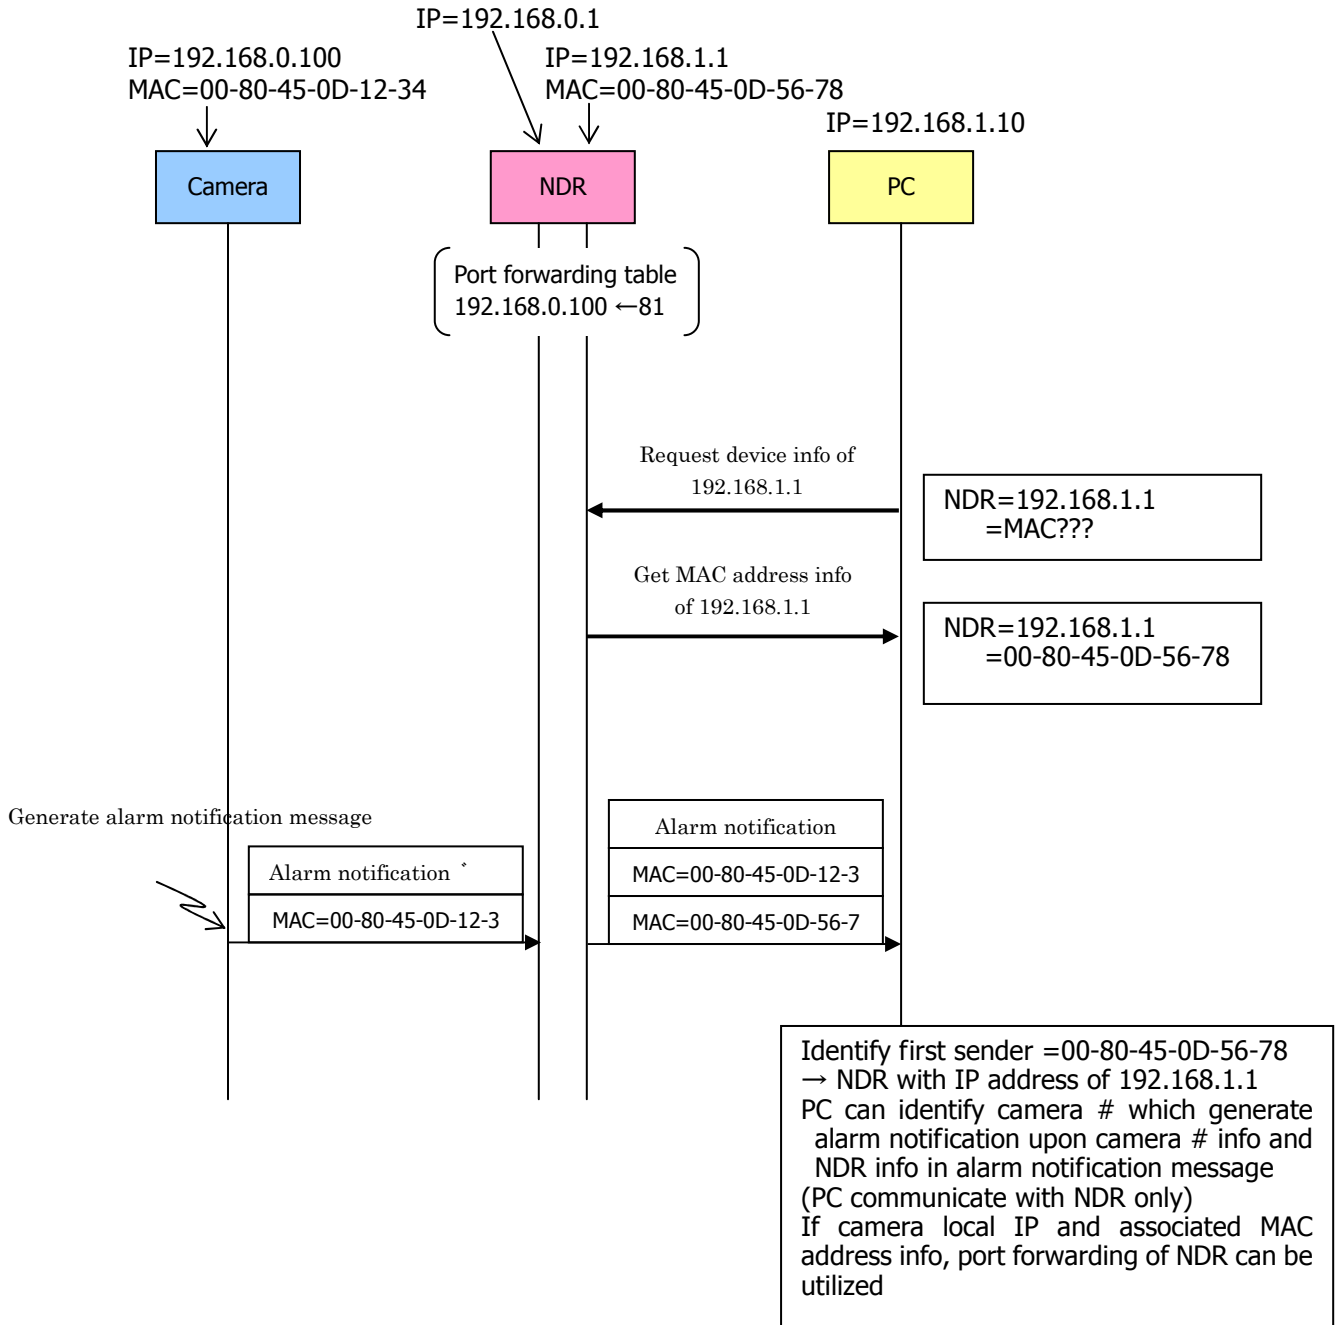 IP=192.168.0.1
IP=192.168.0.100
MAC=00-80-45-0D-12-34
IP=192.168.1.1
MAC=00-80-45-0D-56-78
IP=192.168.1.10
Camera
NDR
PC
Port forwarding table
192.168.0.100 ←81
Request device info of
192.168.1.1
NDR=192.168.1.1
=MAC???
Get MAC address info
of 192.168.1.1
NDR=192.168.1.1
=00-80-45-0D-56-78
Generate alarm notification message
Alarm notification
MAC=00-80-45-0D-12-3
Alarm notification
MAC=00-80-45-0D-12-3
MAC=00-80-45-0D-56-7
Identify first sender =00-80-45-0D-56-78
→ NDR with IP address of 192.168.1.1
PC can identify camera # which generate
alarm notification upon camera # info and
NDR info in alarm notification message
(PC communicate with NDR only)
If camera local IP and associated MAC
address info, port forwarding of NDR can be
utilized